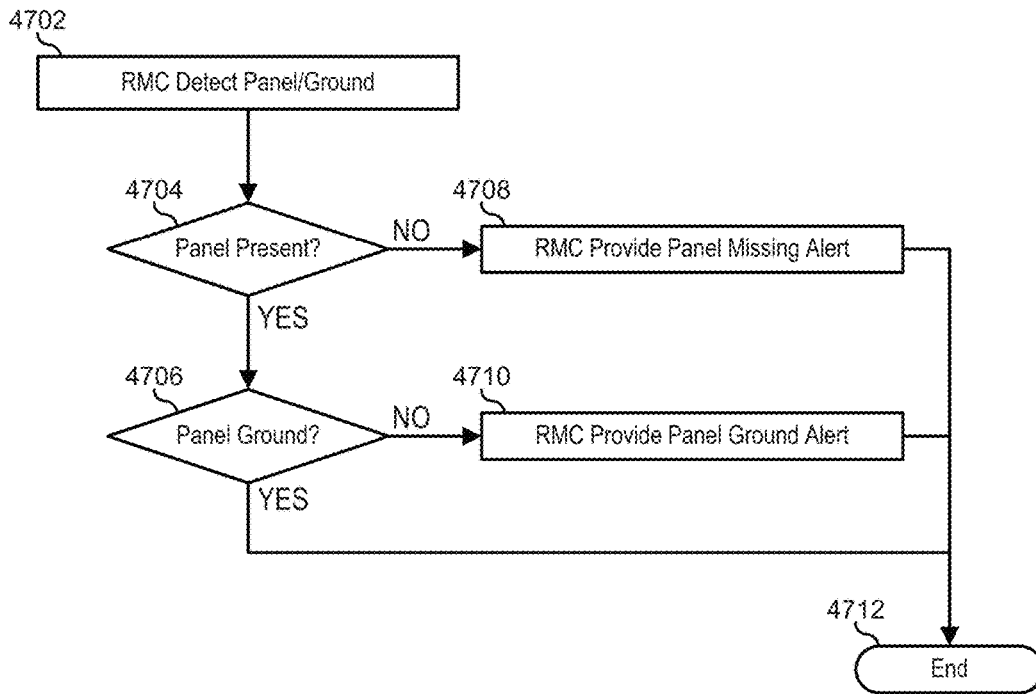 4702
RMC Detect Panel/Ground
4704
Panel Present?
NO
4708
RMC Provide Panel Missing Alert
YES
4706
Panel Ground?
NO
4710
RMC Provide Panel Ground Alert
YES
4712
End